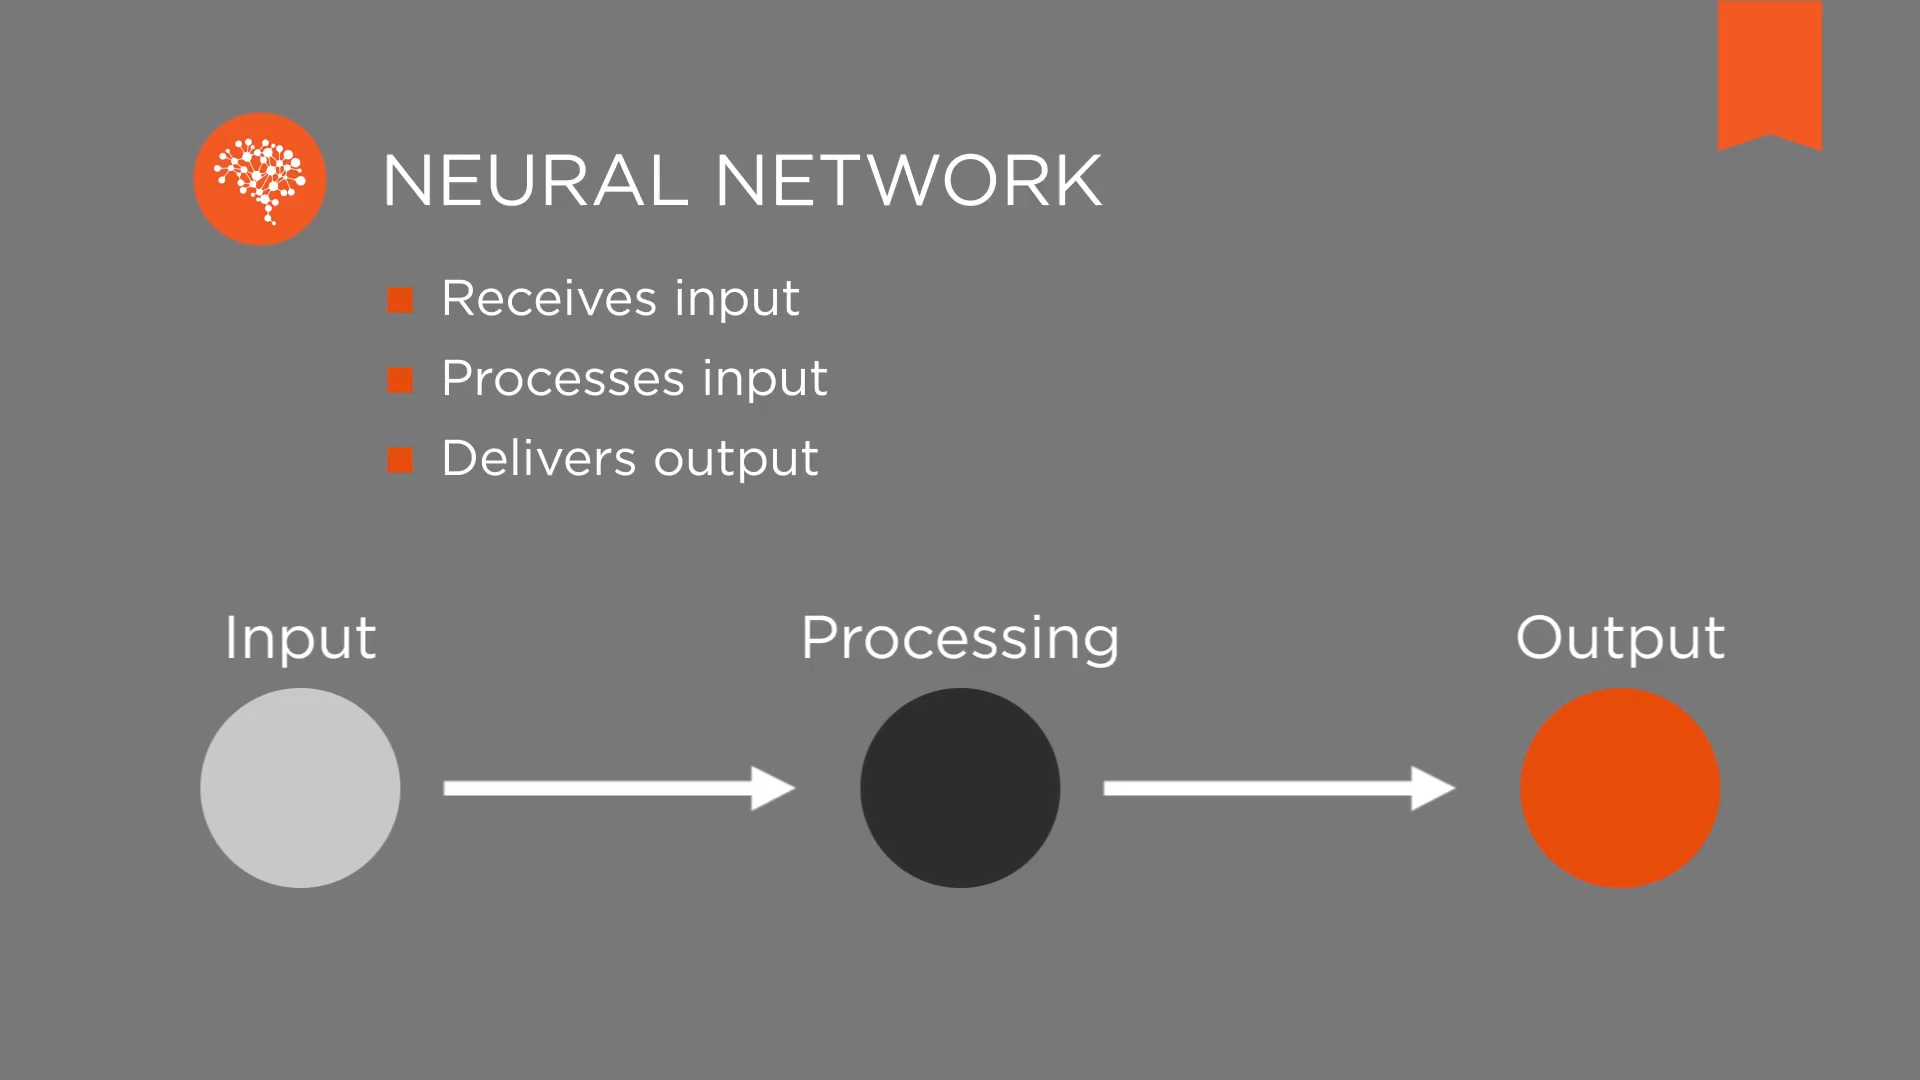 NEURAL NETWORK
Receives input
Processes input
Delivers output
Input
Processing
Output